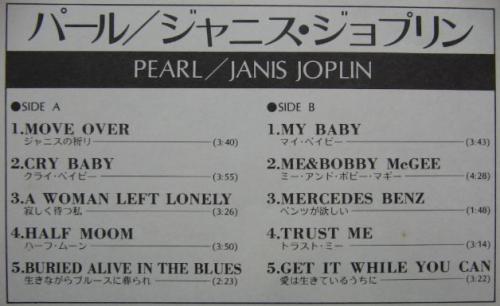 パール／ジャニス・ジョプリン
PEARL／JANIS JOPLIN
●SIDE A
1.MOVE OVER
ジャニスの祈り (3:40)
2.CRY BABY
クライ・ベイビー (3:55)
3.A WOMAN LEFT LONELY
寂しく待つ私 (3:26)
4.HALF MOOM
ハーフ・ムーン (3:50)
5.BURIED ALIVE IN THE BLUES
生きながらブルースに葬られ (2:23)
●SIDE B
1.MY BABY
マイ・ベイビー (3:43)
2.ME&BOBBY McGEE
ミー・アンド・ボビー・マギー (4:28)
3.MERCEDES BENZ
ベンツが欲しい (1:48)
4.TRUST ME
トラスト・ミー (3:14)
5.GET IT WHILE YOU CAN
愛は生きているうちに (3:22)